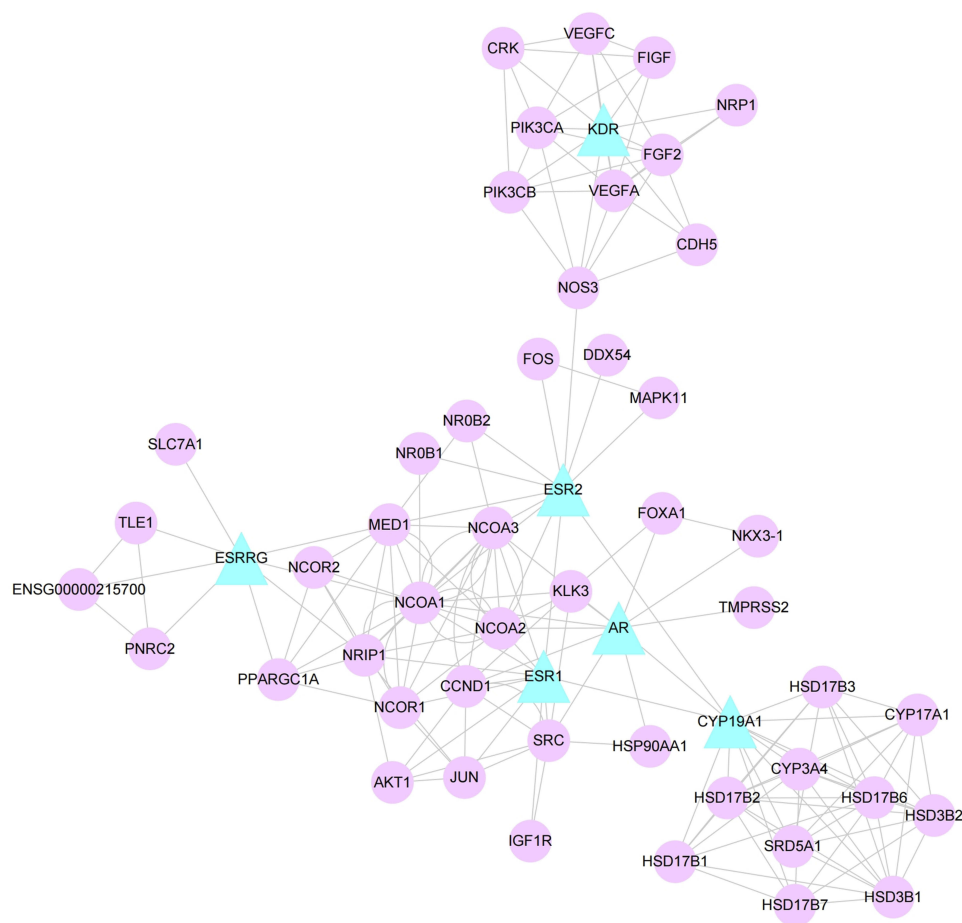 VEGFC
CRK
FIGF
NRP1
PIK3CA
KDR
FGF2
PIK3CB
VEGFA
CDH5
NOS3
DDX54
FOS
MAPK11
NR0B2
SLC7A1
NR0B1
ESR2
FOXA1
TLE1
MED1
NCOA3
NKX3-1
ESRRG
NCOR2
ENSG00000215700
KLK3
NCOA1
TMPRSS2
NCOA2
AR
PNRC2
NRIP1
PPARGC1A
CCND1
ESR1
HSD17B3
NCOR1
CYP17A1
CYP19A1
SRC
HSP90AA1
CYP3A4
AKT1
JUN
HSD17B2
HSD17B6
HSD3B2
IGF1R
SRD5A1
HSD17B1
HSD17B7
HSD3B1